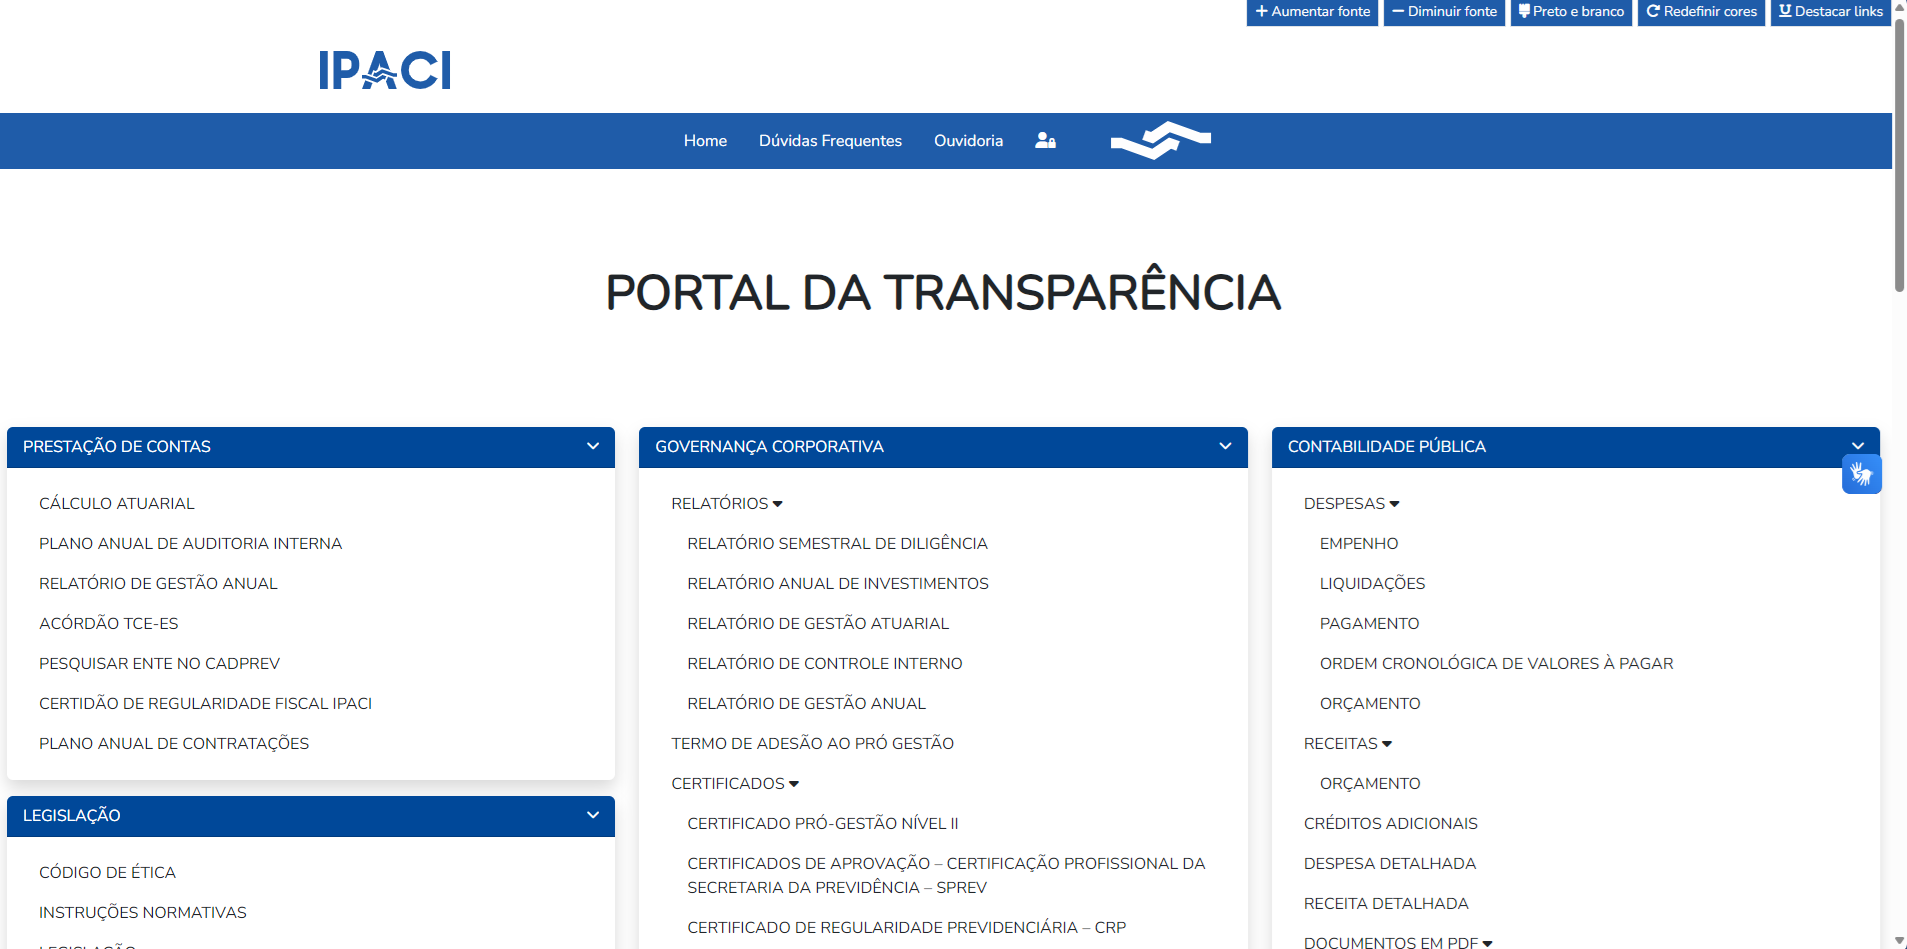 Aumentar fonte
Diminuir fonte
Preto e branco
Redefinir cores
Destacar links
IPACI
Home
Dúvidas Frequentes
Ouvidoria
PORTAL DA TRANSPARÊNCIA
PRESTAÇÃO DE CONTAS
CÁLCULO ATUARIAL
PLANO ANUAL DE AUDITORIA INTERNA
RELATÓRIO DE GESTÃO ANUAL
ACÓRDÃO TCE-ES
PESQUISAR ENTE NO CADPREV
CERTIDÃO DE REGULARIDADE FISCAL IPACI
PLANO ANUAL DE CONTRATAÇÕES
LEGISLAÇÃO
CÓDIGO DE ÉTICA
INSTRUÇÕES NORMATIVAS
LEGISLAÇÃO
GOVERNANÇA CORPORATIVA
RELATÓRIOS
RELATÓRIO SEMESTRAL DE DILIGÊNCIA
RELATÓRIO ANUAL DE INVESTIMENTOS
RELATÓRIO DE GESTÃO ATUARIAL
RELATÓRIO DE CONTROLE INTERNO
RELATÓRIO DE GESTÃO ANUAL
TERMO DE ADESÃO AO PRÓ GESTÃO
CERTIFICADOS
CERTIFICADO PRÓ-GESTÃO NÍVEL II
CERTIFICADOS DE APROVAÇÃO – CERTIFICAÇÃO PROFISSIONAL DA
SECRETARIA DA PREVIDÊNCIA – SPREV
CERTIFICADO DE REGULARIDADE PREVIDENCIÁRIA – CRP
CONTABILIDADE PÚBLICA
DESPESAS
EMPENHO
LIQUIDAÇÕES
PAGAMENTO
ORDEM CRONOLÓGICA DE VALORES À PAGAR
ORÇAMENTO
RECEITAS
ORÇAMENTO
CRÉDITOS ADICIONAIS
DESPESA DETALHADA
RECEITA DETALHADA
DOCUMENTOS EM PDF